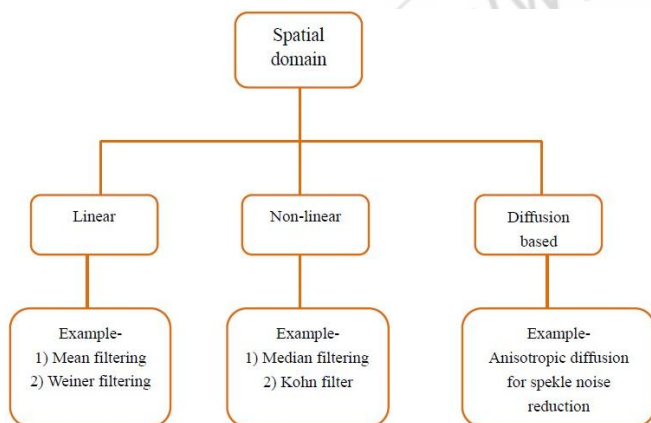 Spatial
domain
Linear
Non-linear
Diffusion
based
Example-
1) Mean filtering
2) Weiner filtering
Example-
1) Median filtering
2) Kohn filter
Example-
Anisotropic diffusion
for spekle noise
reduction